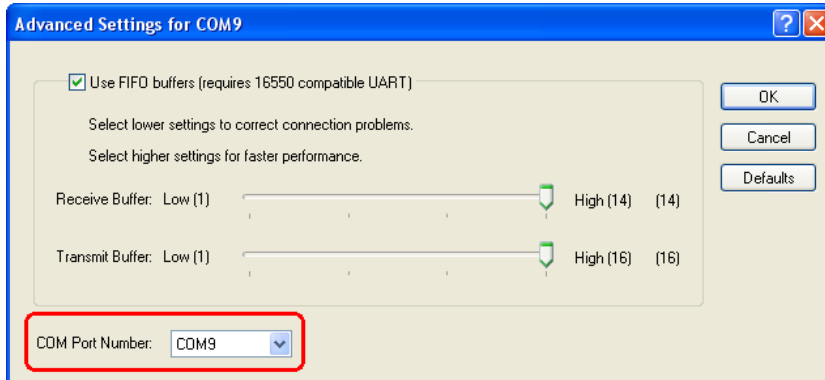 Advanced Settings for COM9
Use FIFO buffers (requires 16550 compatible UART)
OK
Select lower settings to correct connection problems.
Cancel
Select higher settings for faster performance.
Defaults
Receive Buffer: Low (1) High (14) (14)
Transmit Buffer: Low (1) High (16) (16)
COM Port Number: COM9